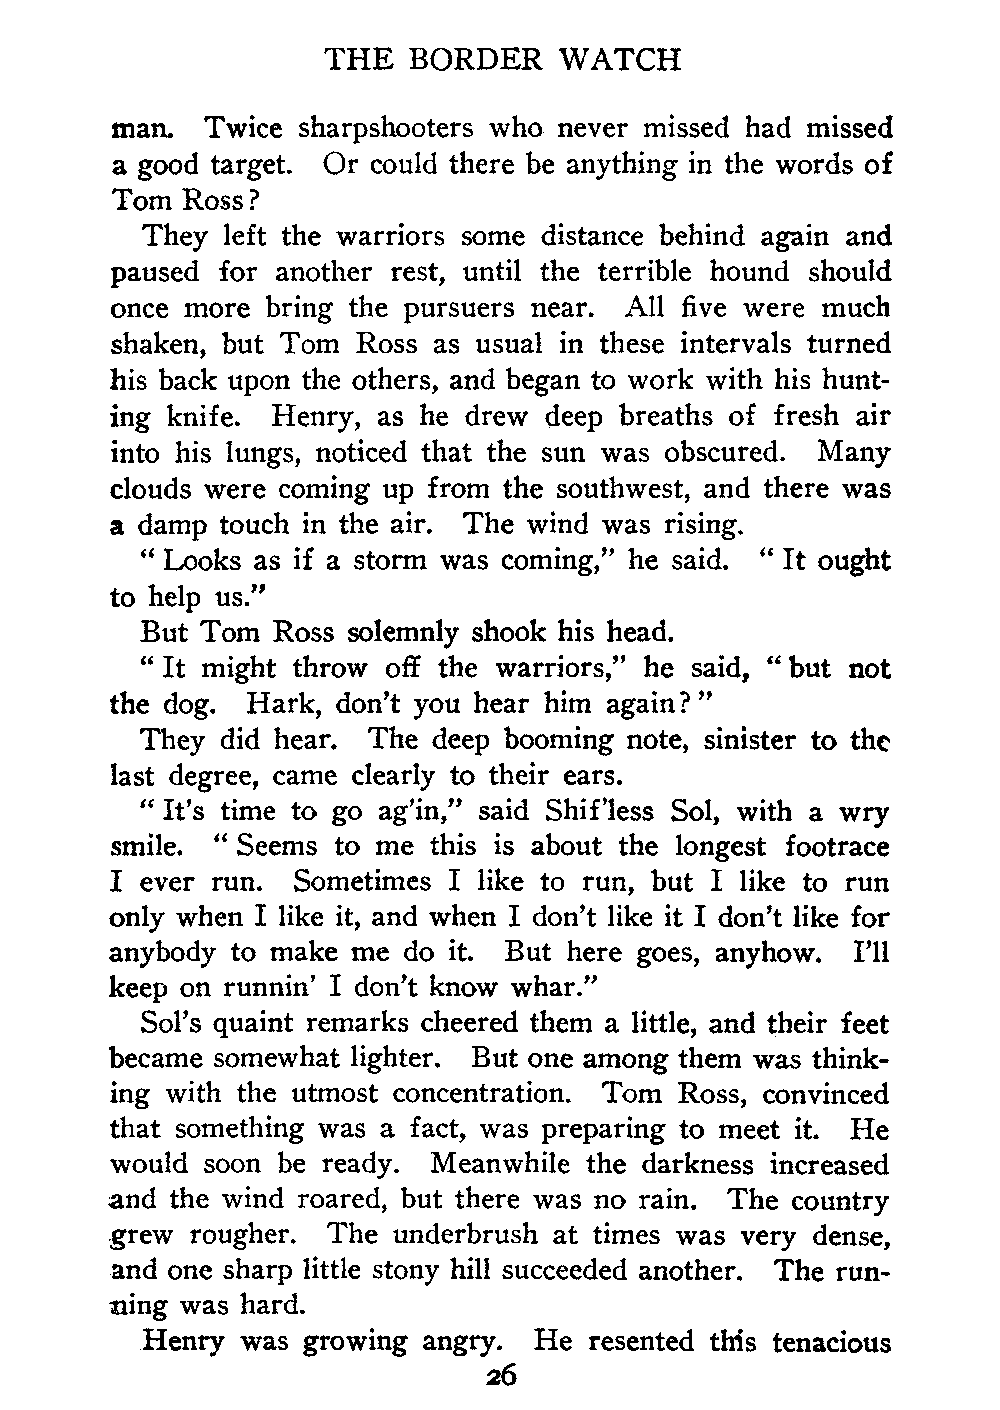 THE BORDER WATCH
man. Twice sharpshooters who never missed had missed
a good target. Or could there be anything in the words of
Tom Ross?
They left the warriors some distance behind again and
paused for another rest, until the terrible hound should
once more bring the pursuers near. All five were much
shaken, but Tom Ross as usual in these intervals turned
his back upon the others, and began to work with his hunt-
ing knife. Henry, as he drew deep breaths of fresh air
into his lungs, noticed that the sun was obscured. Many
clouds were coming up from the southwest, and there was
a damp touch in the air. The wind was rising.
“ Looks as if a storm was coming,” he said. “ It ought
to help us.”
But Tom Ross solemnly shook his head.
“ It might throw off the warriors,” he said, “ but not
the dog. Hark, don’t you hear him again? ”
They did hear. The deep booming note, sinister to the
last degree, came clearly to their ears.
“ It’s time to go ag’in,” said Shif’less Sol, with a wry
smile. “ Seems to me this is about the longest footrace
I ever run. Sometimes I like to run, but I like to run
only when I like it, and when I don’t like it I don’t like for
anybody to make me do it. But here goes, anyhow. I’ll
keep on runnin’ I don’t know whar.”
Sol’s quaint remarks cheered them a little, and their feet
became somewhat lighter. But one among them was think-
ing with the utmost concentration. Tom Ross, convinced
that something was a fact, was preparing to meet it. He
would soon be ready. Meanwhile the darkness increased
and the wind roared, but there was no rain. The country
grew rougher. The underbrush at times was very dense,
and one sharp little stony hill succeeded another. The run-
ning was hard.
Henry was growing angry. He resented this tenacious
26